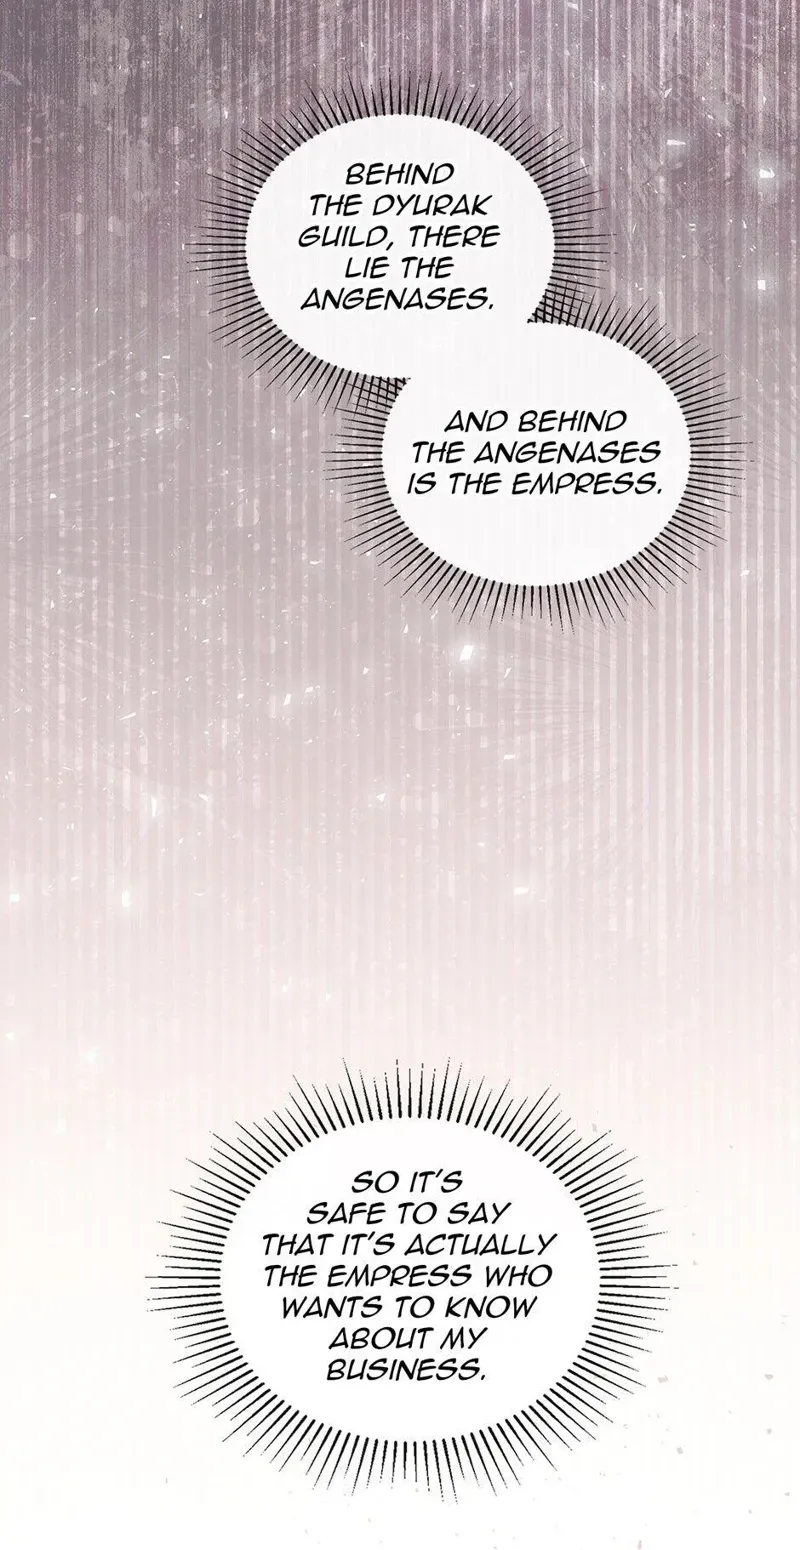 BEHIND
THE DYURAK
GUILD, THERE
LIE THE
ANGENASES.
AND BEHIND
THE ANGENASES
IS THE EMPRESS.
SO IT'S
SAFE TO SAY
THAT IT'S ACTUALLY
THE EMPRESS WHO
WANTS TO KNOW
ABOUT MY
BUSINESS.